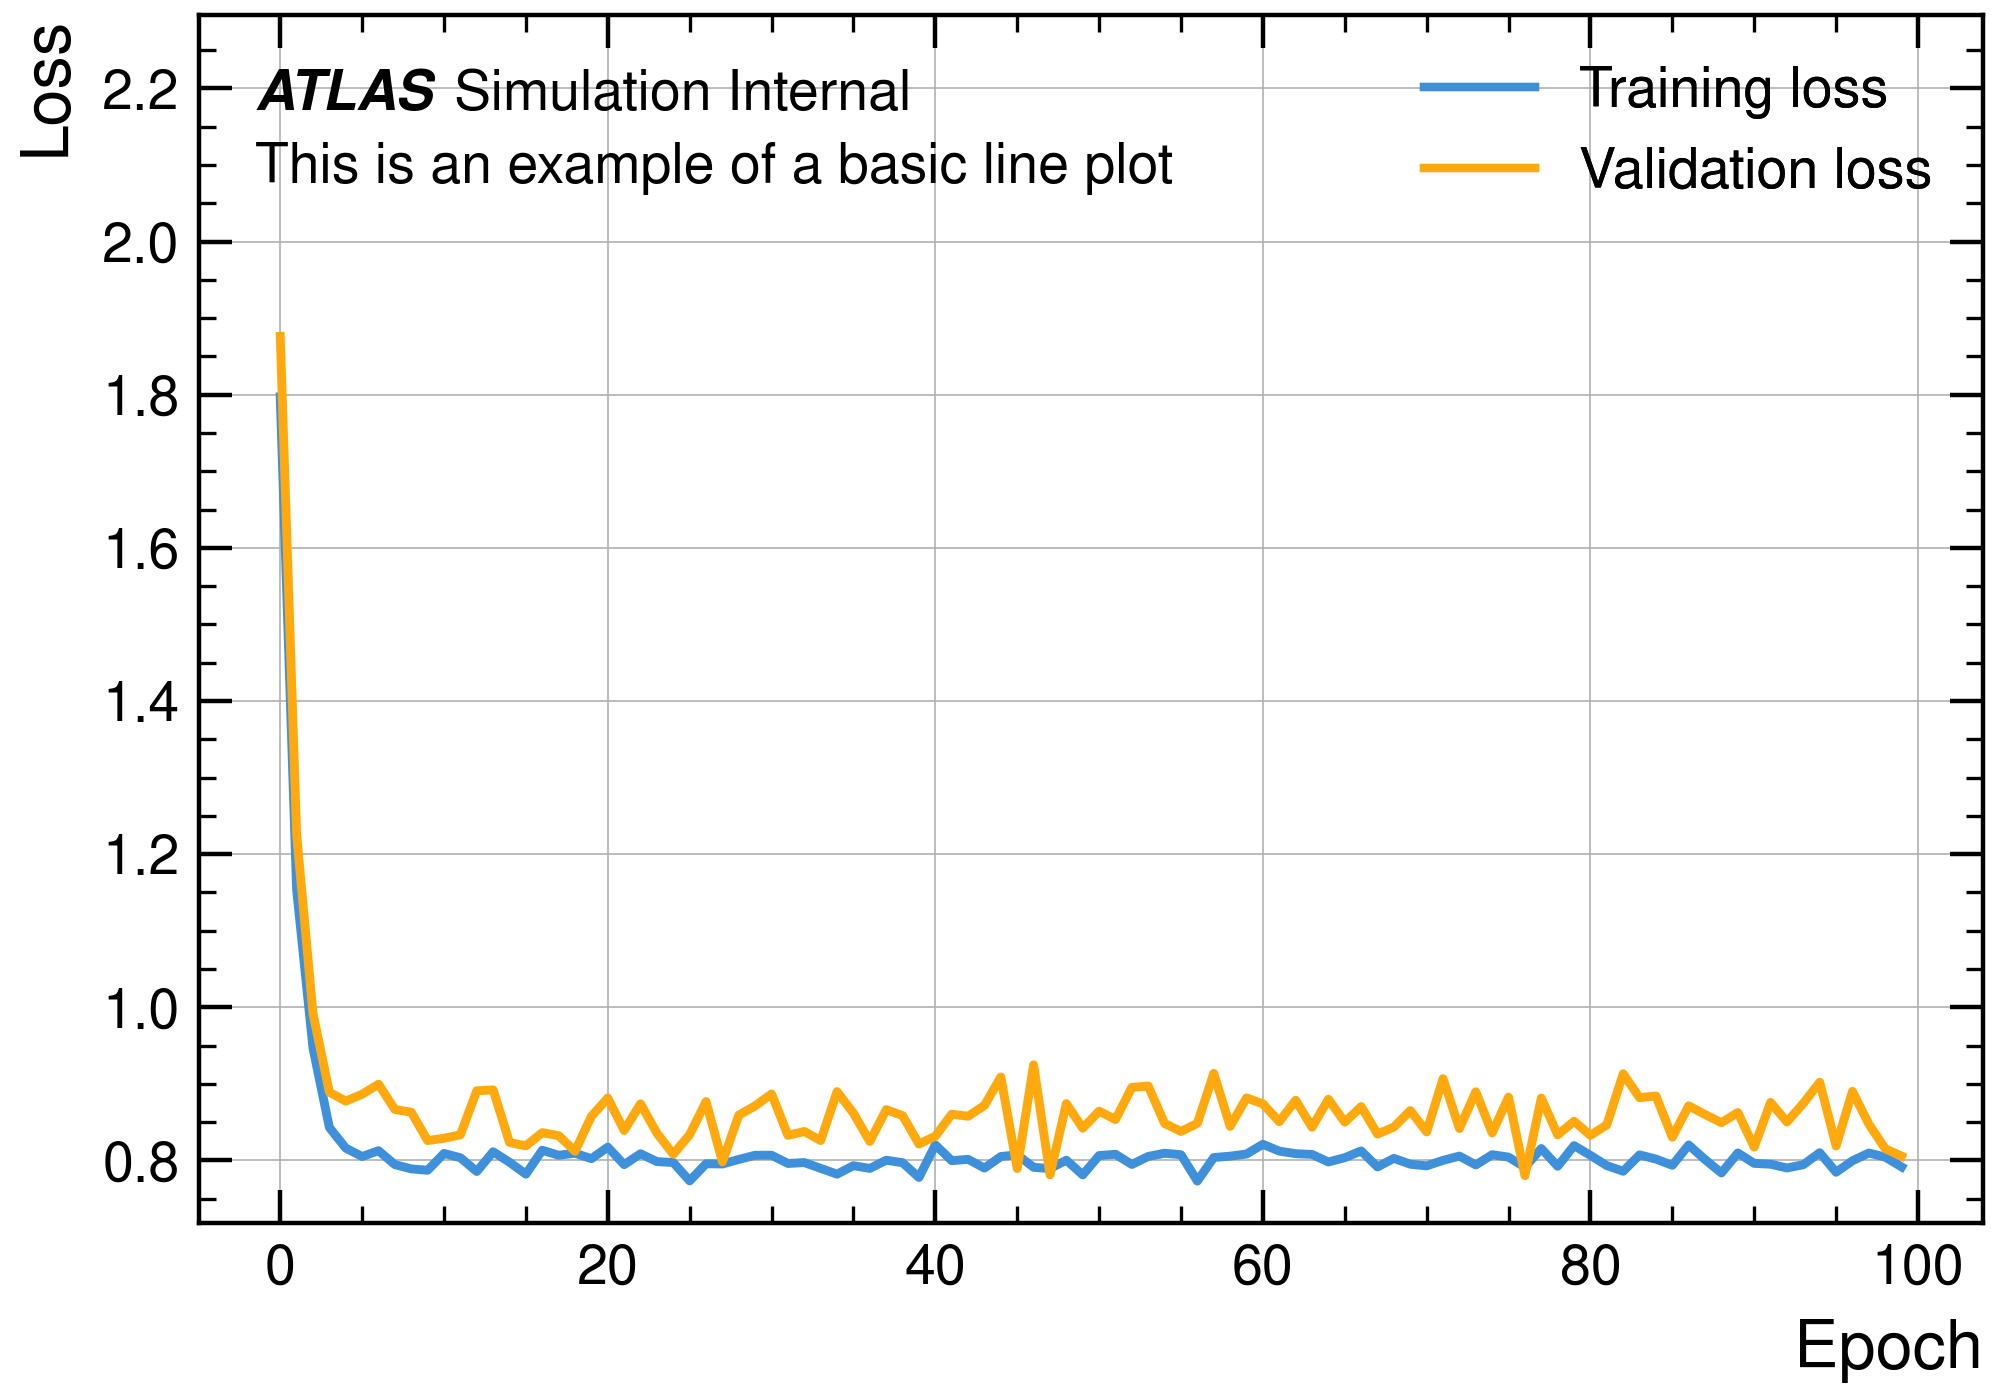 Loss
ATLAS Simulation Internal
This is an example of a basic line plot
Training loss
Validation loss
2.2
2.0
1.8
1.6
1.4
1.2
1.0
0.8
0 20 40 60 80 100
Epoch